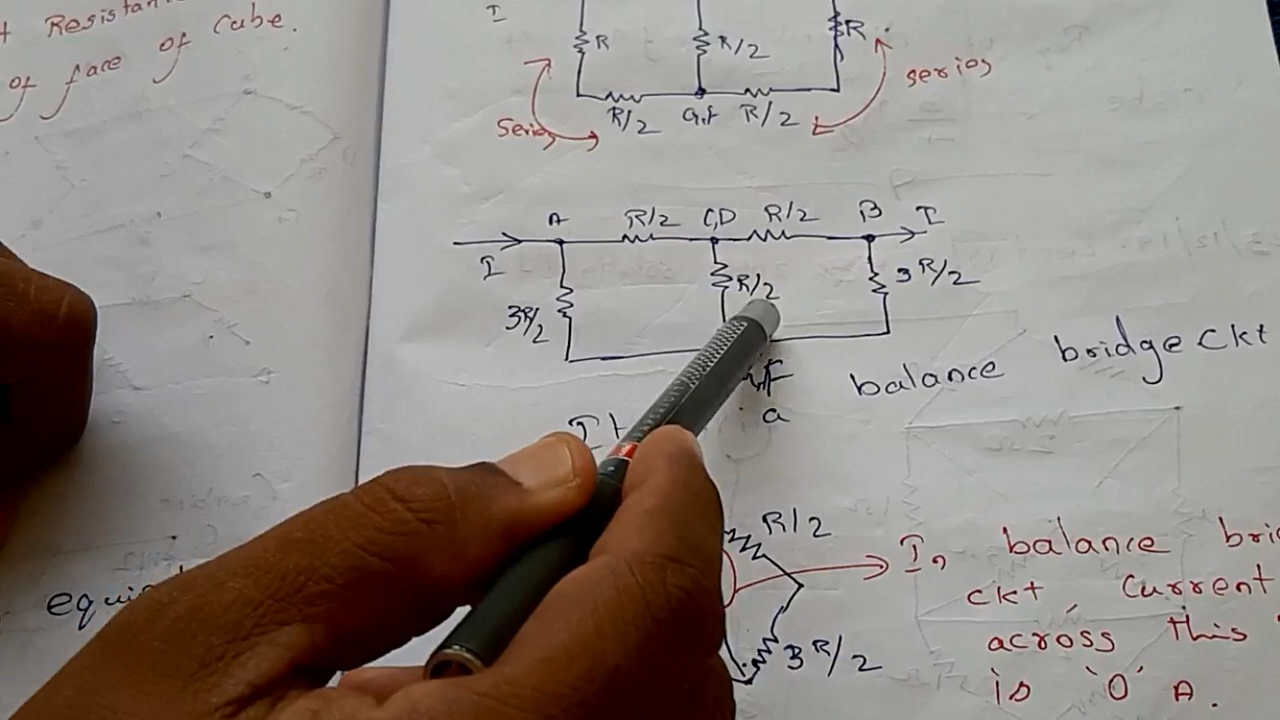 Resistan
of face of Cube.
I
R
R/2
R
series
R/2
R/2
Series
A
R/2
C,D
R/2
B
I
I
3R/2
R/2
3R/2
balance bridge ckt
R/2
In balance bri
ckt, Current
across this
is '0' A.
3R/2
equi